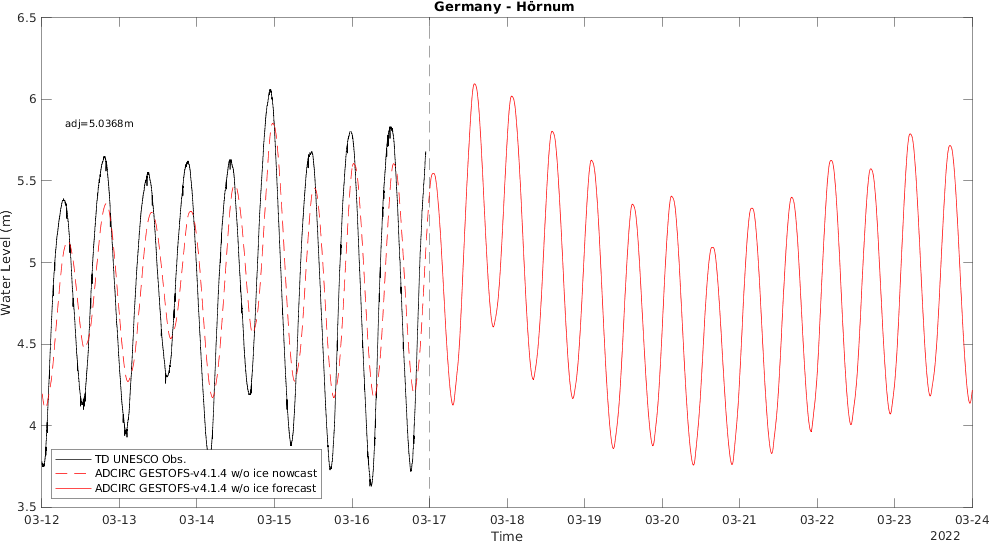 Germany - Hörnum
6.5
6
5.5
5
4.5
4
3.5
Water Level (m)
adj=5.0368m
TD UNESCO Obs.
ADCIRC GESTOFS-v4.1.4 w/o ice nowcast
ADCIRC GESTOFS-v4.1.4 w/o ice forecast
03-12 03-13 03-14 03-15 03-16 03-17 03-18 03-19 03-20 03-21 03-22 03-23 03-24
Time
2022